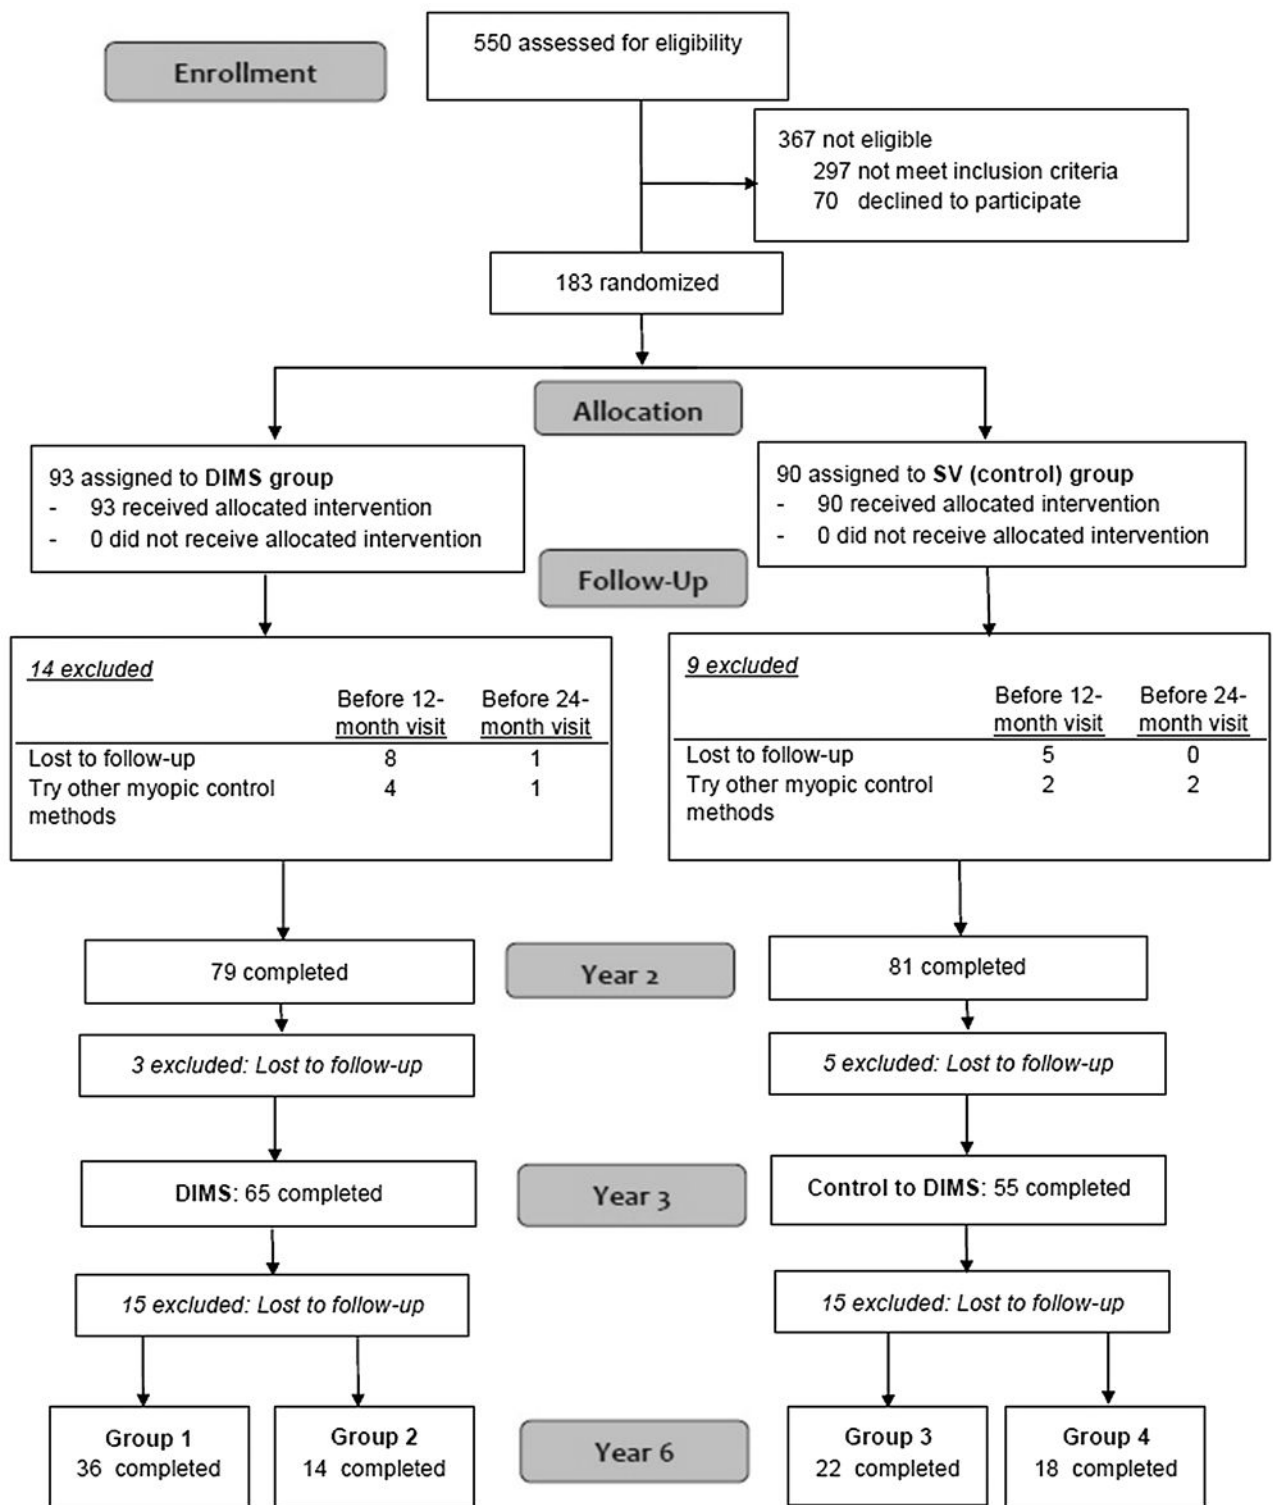 Enrollment
550 assessed for eligibility
367 not eligible
297 not meet inclusion criteria
70 declined to participate
183 randomized
Allocation
93 assigned to DIMS group
- 93 received allocated intervention
- 0 did not receive allocated intervention
90 assigned to SV (control) group
- 90 received allocated intervention
- 0 did not receive allocated intervention
Follow-Up
14 excluded
Before 12- Before 24-
month visit month visit
Lost to follow-up 8 1
Try other myopic control 4 1
methods
9 excluded
Before 12- Before 24-
month visit month visit
Lost to follow-up 5 0
Try other myopic control 2 2
methods
79 completed
Year 2
81 completed
3 excluded: Lost to follow-up
5 excluded: Lost to follow-up
DIMS: 65 completed
Year 3
Control to DIMS: 55 completed
15 excluded: Lost to follow-up
15 excluded: Lost to follow-up
Group 1
36 completed
Group 2
14 completed
Year 6
Group 3
22 completed
Group 4
18 completed